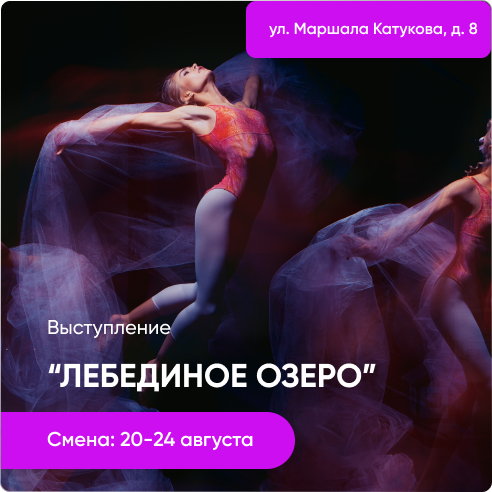 ул. Маршала Катукова, д. 8
Выступление
“ЛЕБЕДИНОЕ ОЗЕРО”
Смена: 20-24 августа